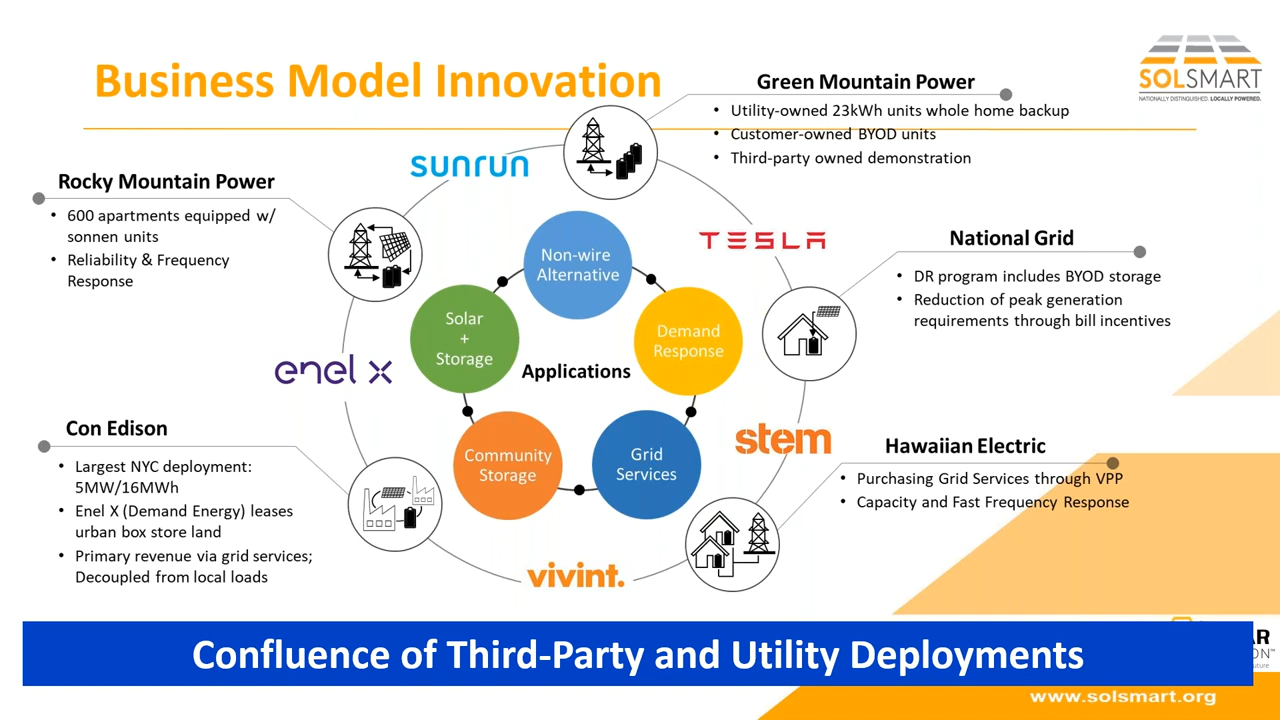 Business Model Innovation
SOLSMART
NATIONALLY DISTINGUISHED. LOCALLY POWERED.
Green Mountain Power
• Utility-owned 23kWh units whole home backup
• Customer-owned BYOD units
• Third-party owned demonstration
sunrun
Rocky Mountain Power
• 600 apartments equipped w/
sonnen units
• Reliability & Frequency
Response
TESLA
National Grid
• DR program includes BYOD storage
• Reduction of peak generation
requirements through bill incentives
Non-wire
Alternative
Solar
+
Storage
Demand
Response
Applications
Community
Storage
Grid
Services
enel x
stem
Con Edison
• Largest NYC deployment:
5MW/16MWh
• Enel X (Demand Energy) leases
urban box store land
• Primary revenue via grid services;
Decoupled from local loads
Hawaiian Electric
• Purchasing Grid Services through VPP
• Capacity and Fast Frequency Response
vivint.
Confluence of Third-Party and Utility Deployments
www.solsmart.org